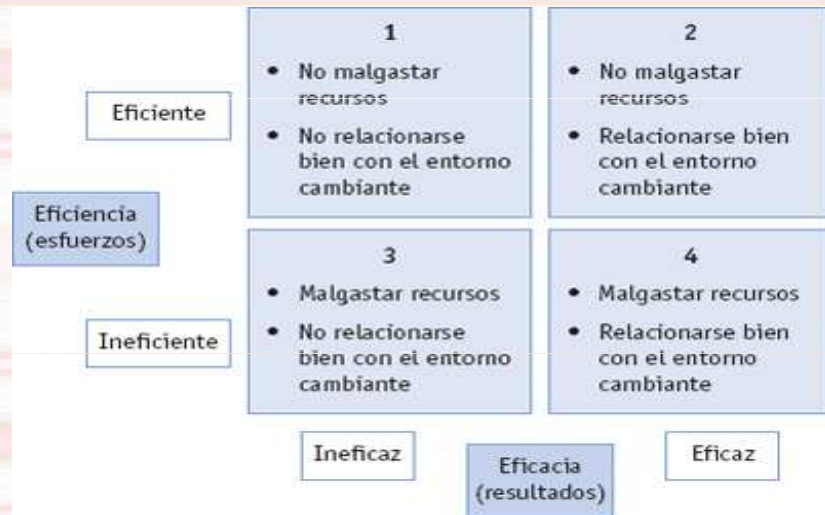 1
• No malgastar
recursos
• No relacionarse
bien con el entorno
cambiante
2
• No malgastar
recursos
• Relacionarse bien
con el entorno
cambiante
Eficiente
Eficiencia
(esfuerzos)
3
• Malgastar recursos
• No relacionarse
bien con el entorno
cambiante
4
• Malgastar recursos
• Relacionarse bien
con el entorno
cambiante
Ineficiente
Ineficaz
Eficacia
(resultados)
Eficaz